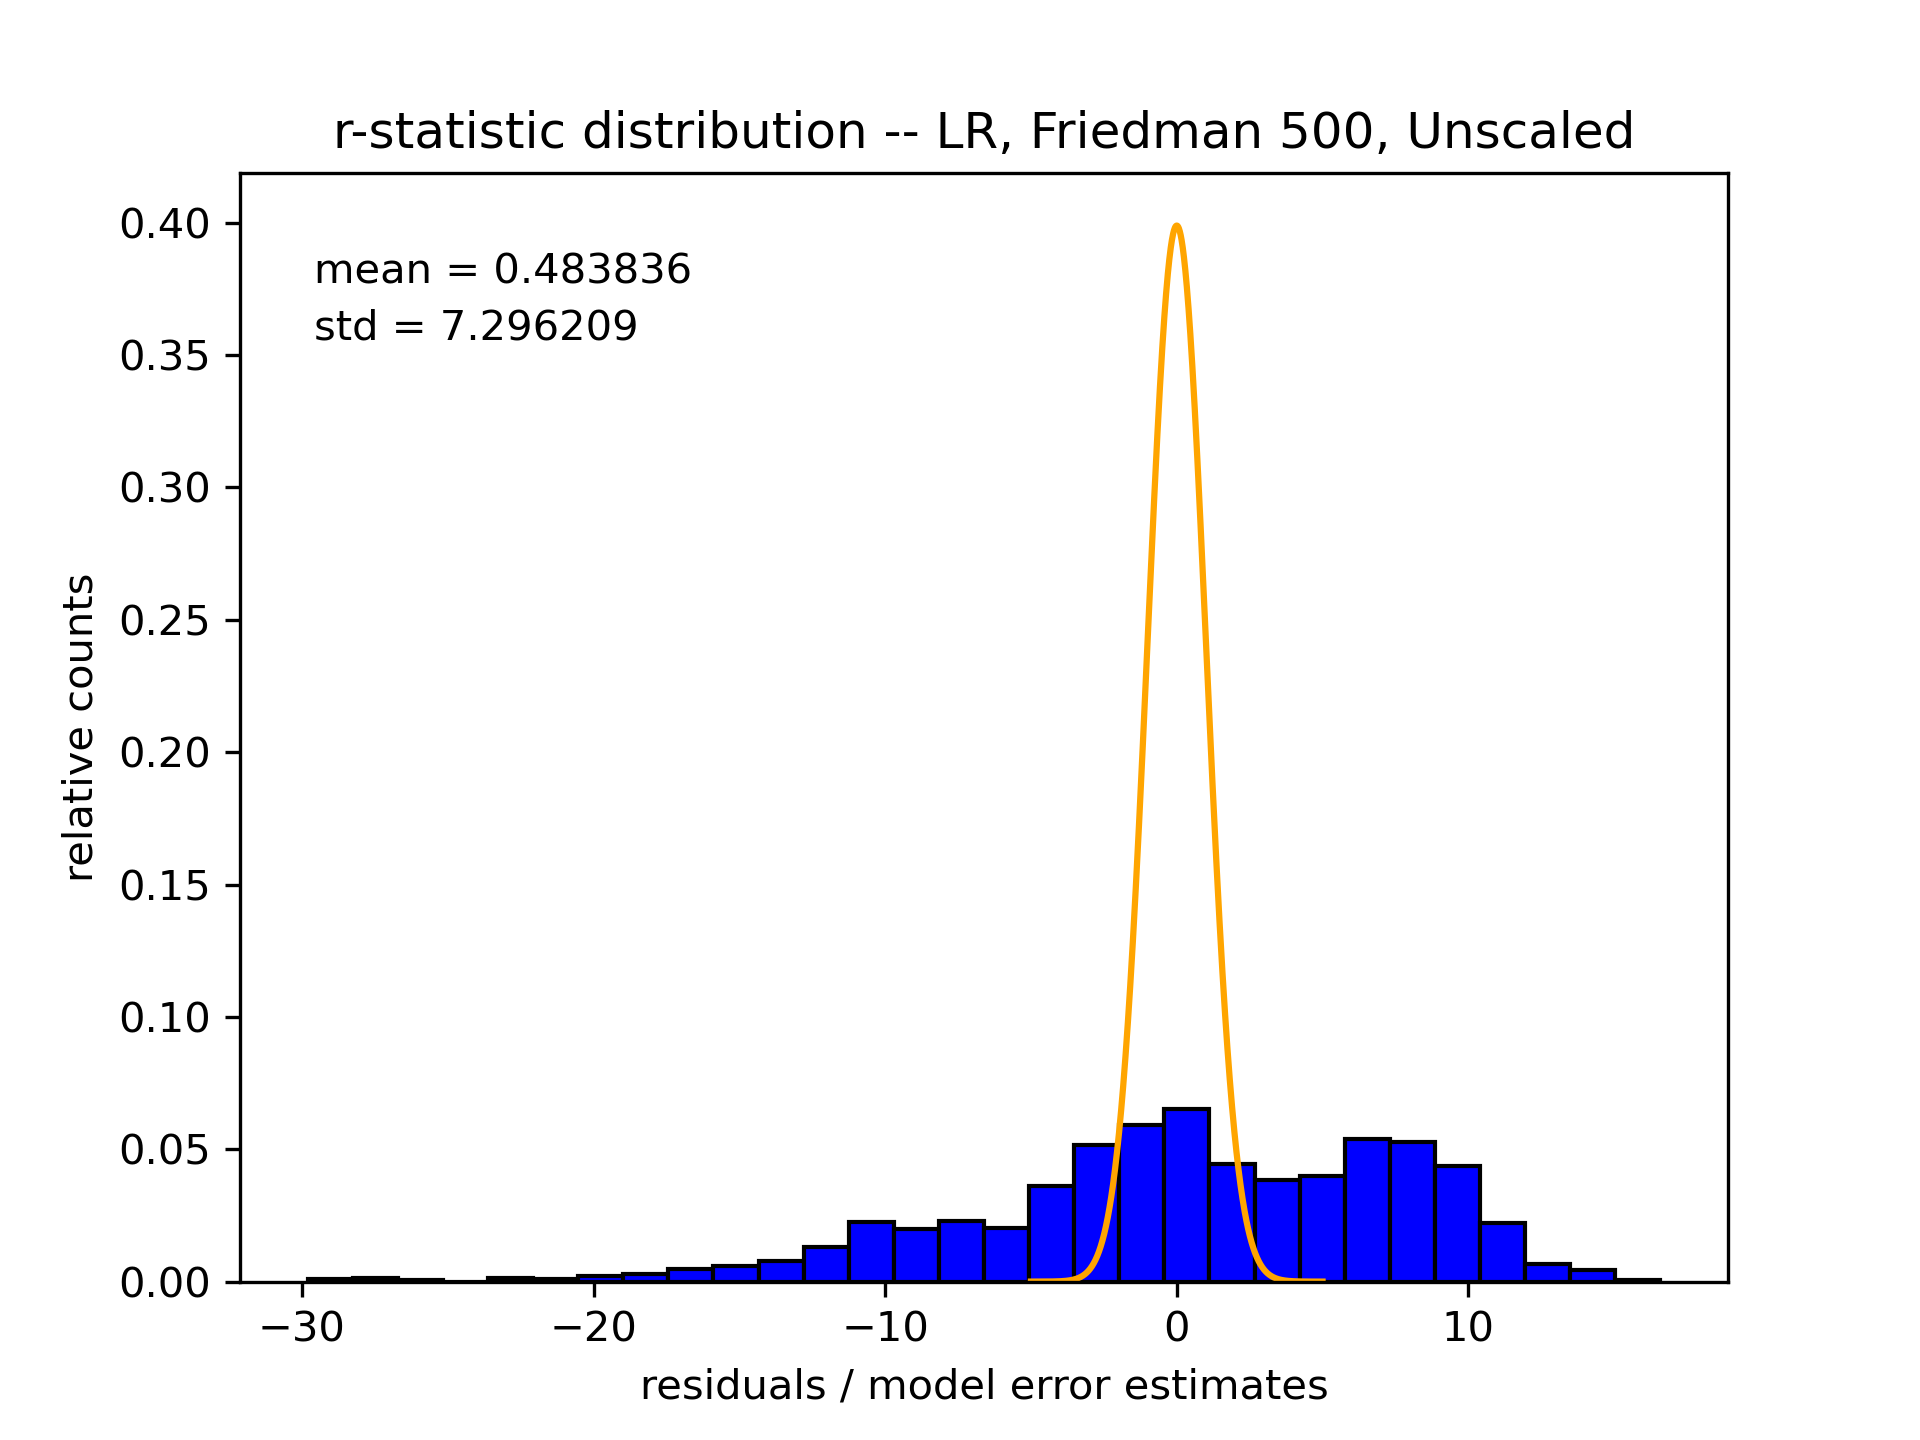 r-statistic distribution -- LR, Friedman 500, Unscaled
mean = 0.483836
std = 7.296209
relative counts
0.40
0.35
0.30
0.25
0.20
0.15
0.10
0.05
0.00
−30
−20
−10
0
10
residuals / model error estimates